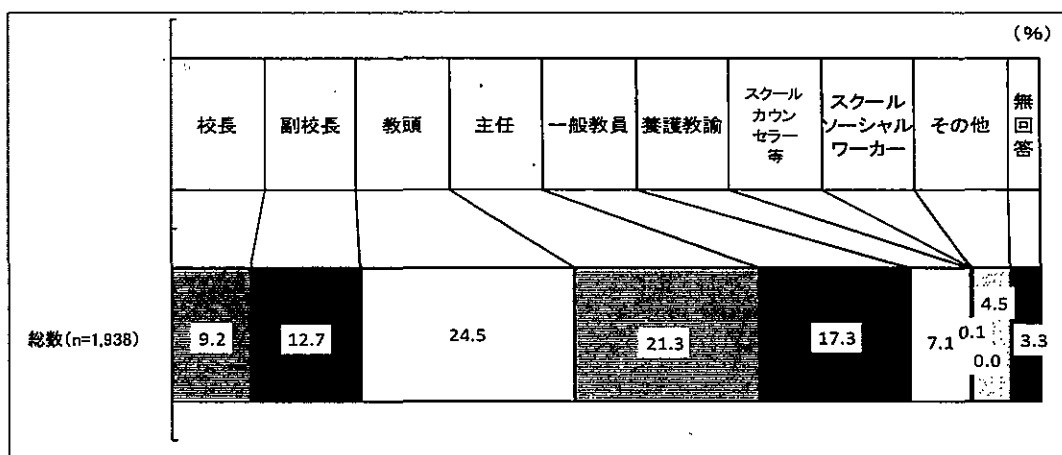 (%)
校長
副校長
教頭
主任
一般教員
養護教諭
スクール
カウン
セラー
等
スクール
ソーシャル
ワーカー
その他
無
回
答
総数(n=1,938)
9.2
12.7
24.5
21.3
17.3
7.1
0.1
0.0
4.5
3.3